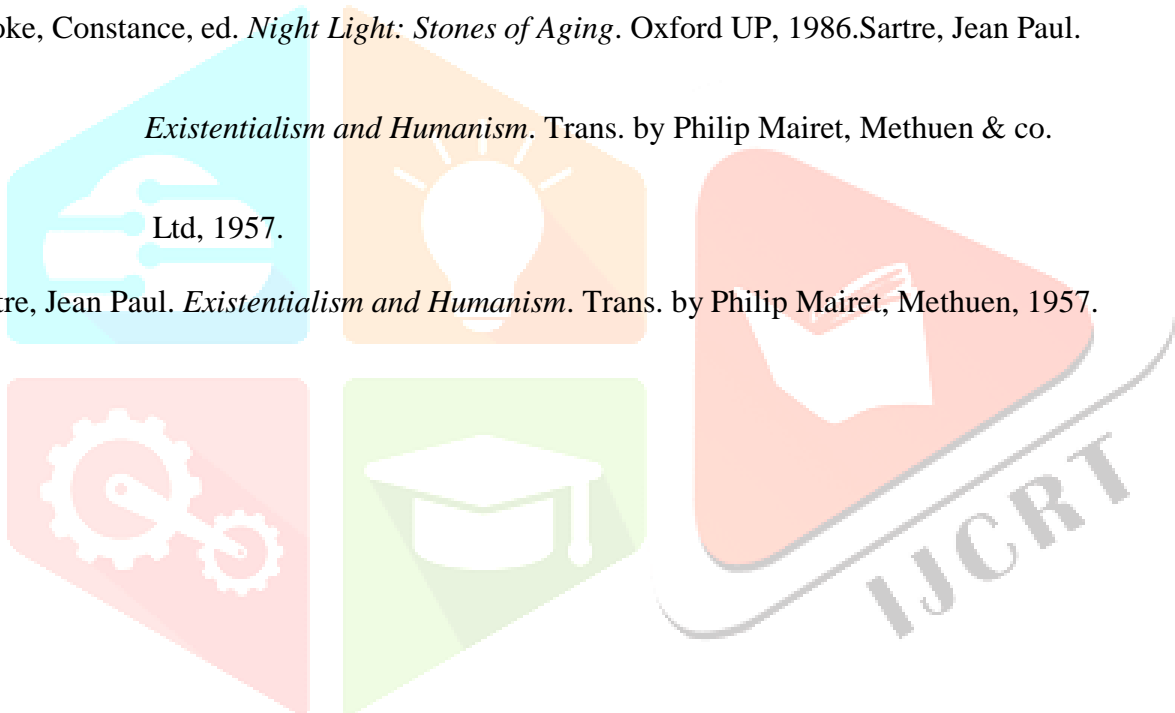 oke, Constance, ed. Night Light: Stones of Aging. Oxford UP, 1986.Sartre, Jean Paul.
Existentialism and Humanism. Trans. by Philip Mairet, Methuen & co.
Ltd, 1957.
tre, Jean Paul. Existentialism and Humanism. Trans. by Philip Mairet, Methuen, 1957.
IJCRT